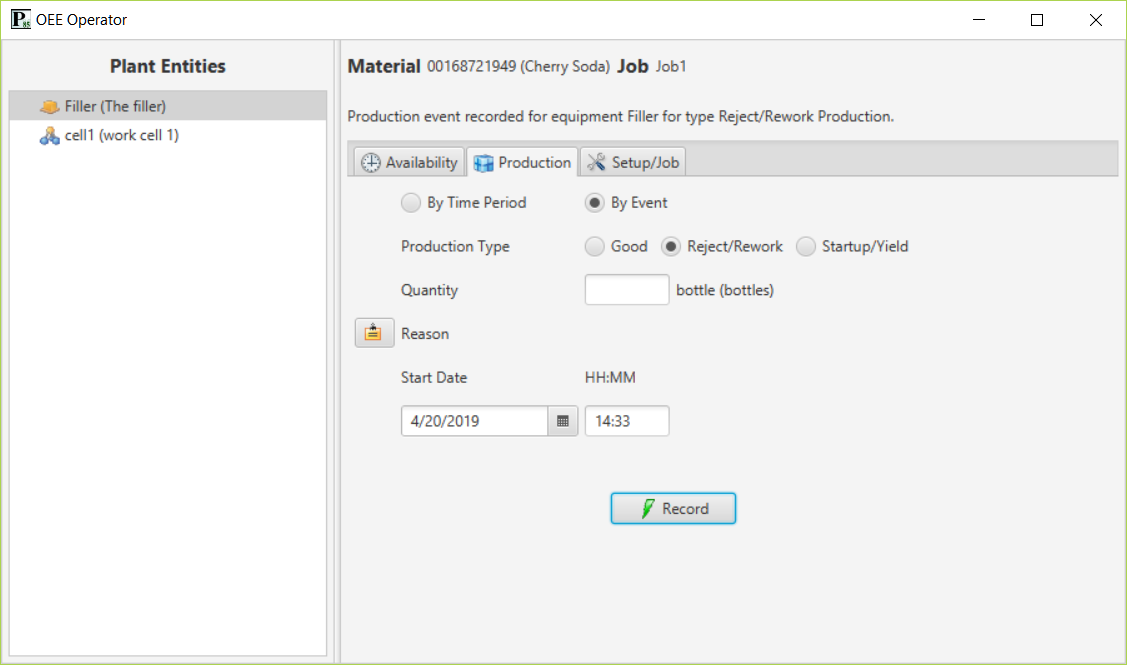 OEE Operator
Plant Entities
Filler (The filler)
cell1 (work cell 1)
Material 00168721949 (Cherry Soda) Job Job1
Production event recorded for equipment Filler for type Reject/Rework Production.
Availability Production Setup/Job
By Time Period By Event
Production Type Good Reject/Rework Startup/Yield
Quantity bottle (bottles)
Reason
Start Date HH:MM
4/20/2019 14:33
Record